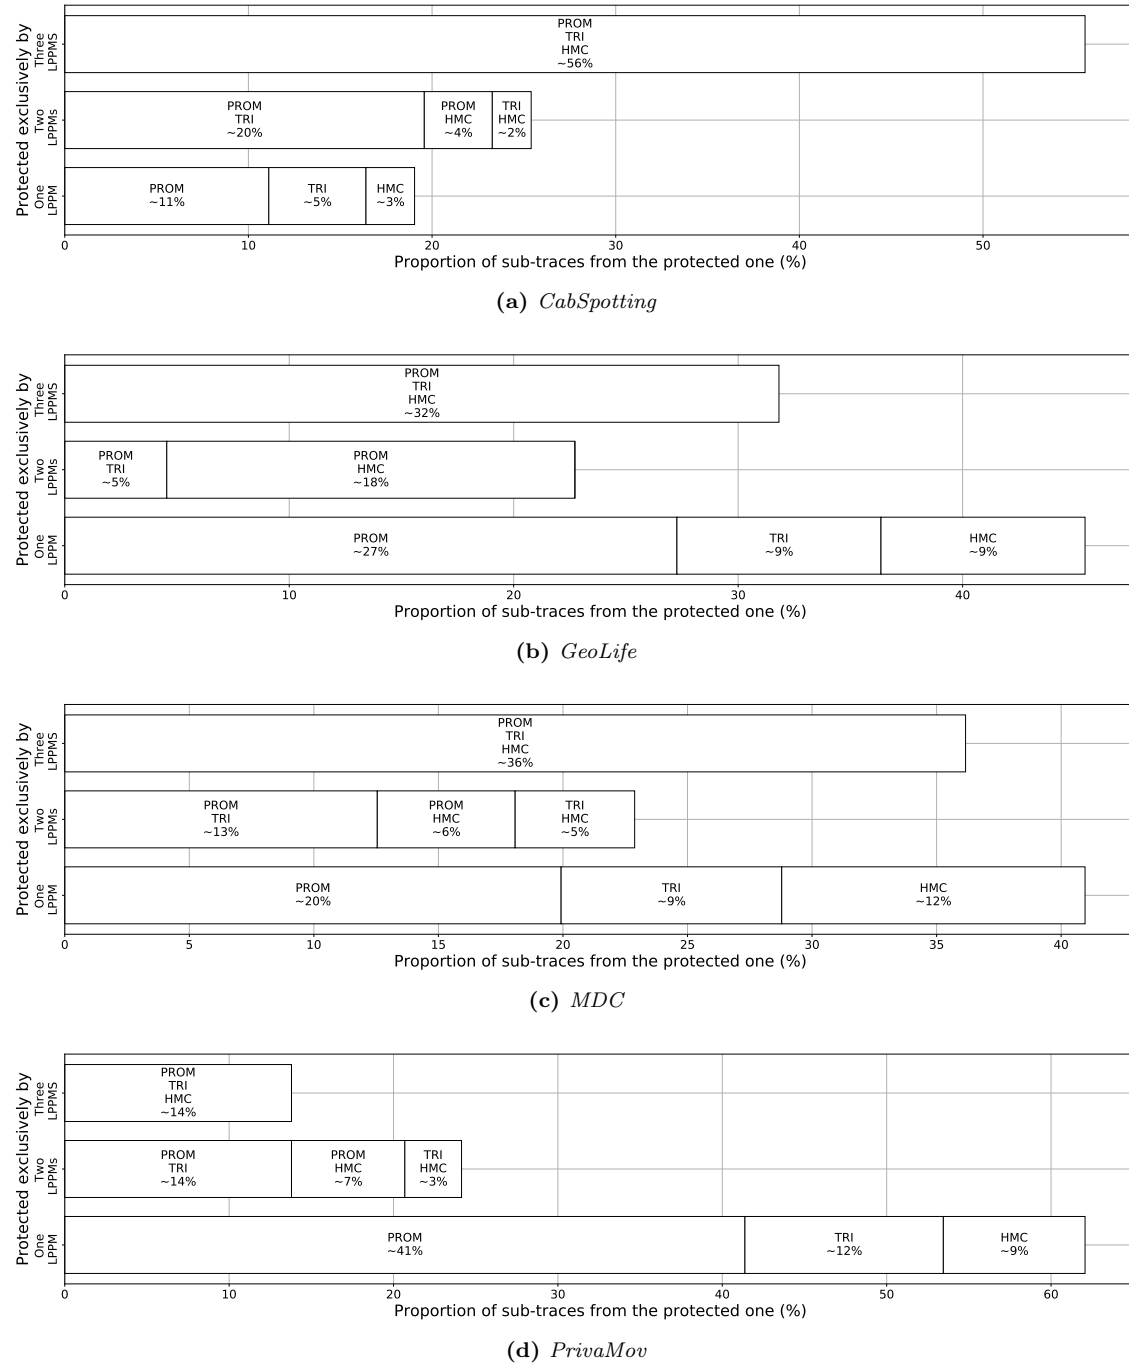 Protected exclusively by
Three
LPPMS
PROM
TRI
HMC
~56%
Two
LPPMs
PROM
TRI
~20%
PROM
HMC
~4%
TRI
HMC
~2%
One
LPPM
PROM
~11%
TRI
~5%
HMC
~3%
0 10 20 30 40 50
Proportion of sub-traces from the protected one (%)
(a) CabSpotting
Protected exclusively by
Three
LPPMS
PROM
TRI
HMC
~32%
Two
LPPMs
PROM
TRI
~5%
PROM
HMC
~18%
One
LPPM
PROM
~27%
TRI
~9%
HMC
~9%
0 10 20 30 40
Proportion of sub-traces from the protected one (%)
(b) GeoLife
Protected exclusively by
Three
LPPMS
PROM
TRI
HMC
~36%
Two
LPPMs
PROM
TRI
~13%
PROM
HMC
~6%
TRI
HMC
~5%
One
LPPM
PROM
~20%
TRI
~9%
HMC
~12%
0 5 10 15 20 25 30 35 40
Proportion of sub-traces from the protected one (%)
(c) MDC
Protected exclusively by
Three
LPPMS
PROM
TRI
HMC
~14%
Two
LPPMs
PROM
TRI
~14%
PROM
HMC
~7%
TRI
HMC
~3%
One
LPPM
PROM
~41%
TRI
~12%
HMC
~9%
0 10 20 30 40 50 60
Proportion of sub-traces from the protected one (%)
(d) PrivaMov